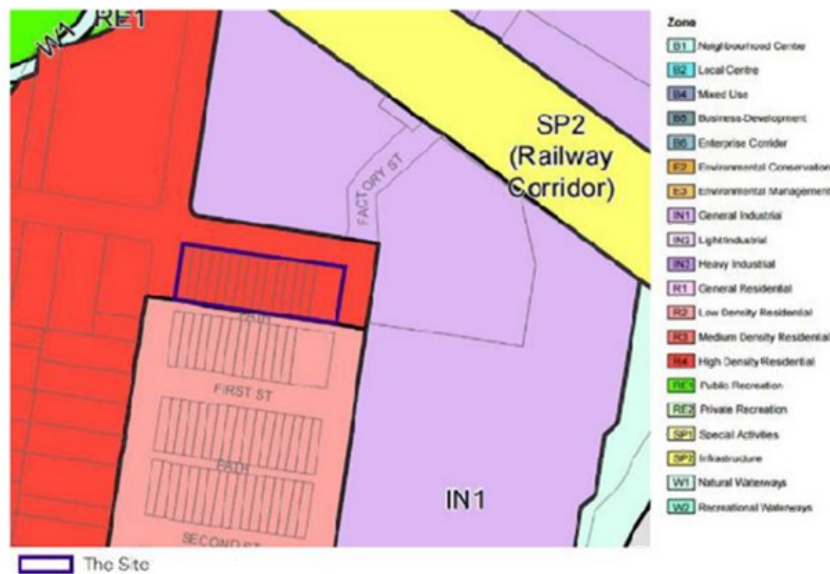 RE1
W1
SP2
(Railway
Corridor)
FACTORY ST
PATH
FIRST ST
PATH
IN1
SECOND ST
The Site
Zone
B1 Neighbourhood Centre
B2 Local Centre
B4 Mixed Use
B5 Business Development
B6 Enterprise Corridor
E2 Environmental Conservation
E3 Environmental Management
IN1 General Industrial
IN2 Light Industrial
IN3 Heavy Industrial
R1 General Residential
R2 Low Density Residential
R3 Medium Density Residential
R4 High Density Residential
RE1 Public Recreation
RE2 Private Recreation
SP1 Special Activities
SP2 Infrastructure
W1 Natural Waterways
W2 Recreational Waterways